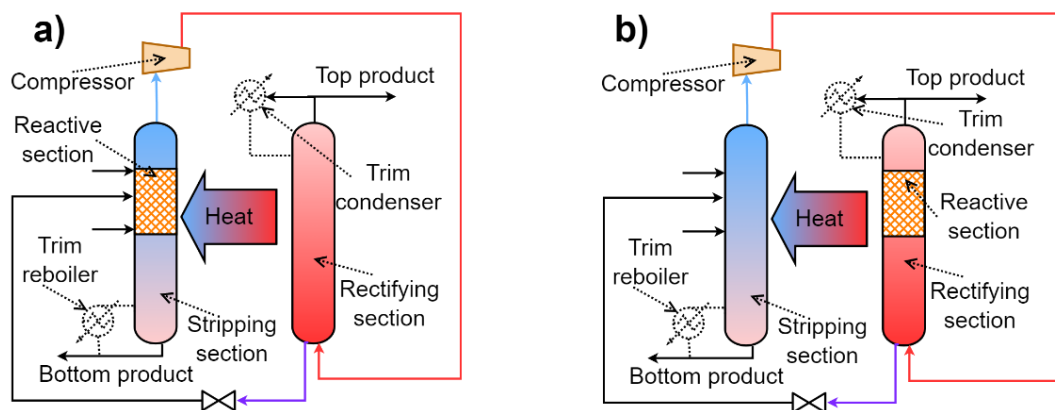 a)
Compressor
Top product
Reactive
section
Trim
condenser
Heat
Trim
reboiler
Rectifying
section
Stripping
section
Bottom product
b)
Compressor
Top product
Trim
condenser
Reactive
section
Heat
Trim
reboiler
Rectifying
section
Stripping
section
Bottom product